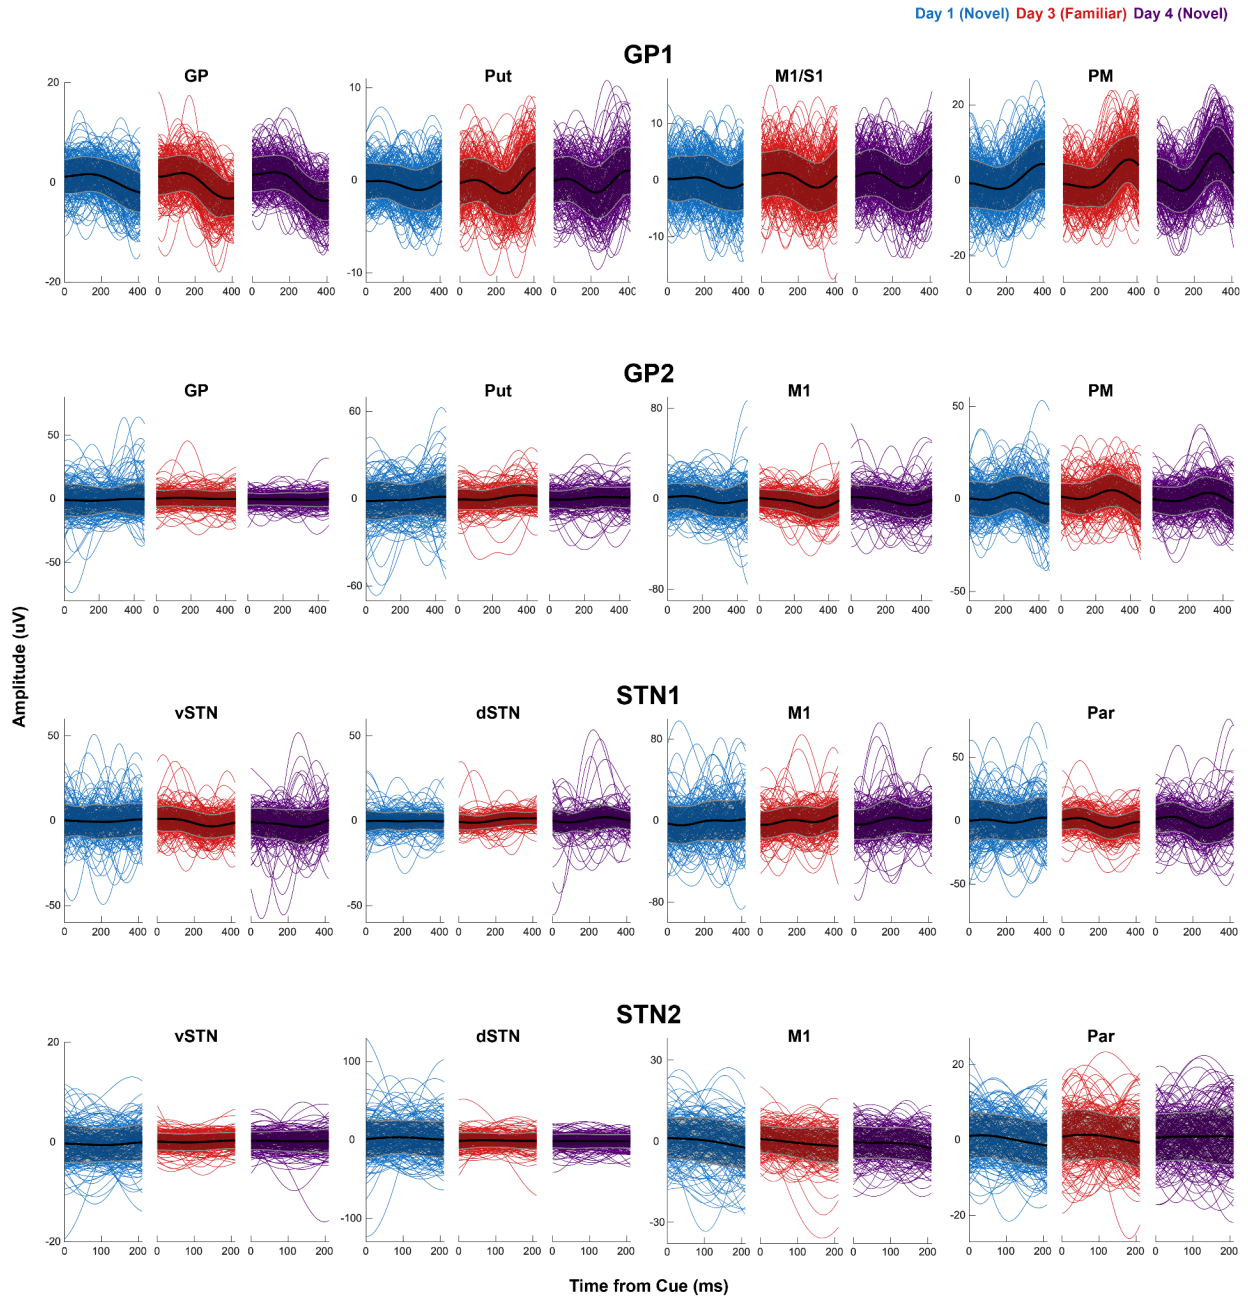 Day 1 (Novel) Day 3 (Familiar) Day 4 (Novel)
GP1
GP Put M1/S1 PM
20 10 10 20
0 0 0 0
-20 -10 -10 -20
0 200 400 0 200 400 0 200 400 0 200 400 0 200 400 0 200 400 0 200 400 0 200 400 0 200 400 0 200 400 0 200 400 0 200 400
GP2
GP Put M1 PM
50 60 80 50
0 0 0 0
-50 -60 -80 -50
0 200 400 0 200 400 0 200 400 0 200 400 0 200 400 0 200 400 0 200 400 0 200 400 0 200 400 0 200 400 0 200 400 0 200 400
Amplitude (uV)
STN1
vSTN dSTN M1 Par
50 50 80 50
0 0 0 0
-50 -50 -80 -50
0 200 400 0 200 400 0 200 400 0 200 400 0 200 400 0 200 400 0 200 400 0 200 400 0 200 400 0 200 400 0 200 400 0 200 400
STN2
vSTN dSTN M1 Par
20 100 30 20
0 0 0 0
-20 -100 -30 -20
0 100 200 0 100 200 0 100 200 0 100 200 0 100 200 0 100 200 0 100 200 0 100 200 0 100 200 0 100 200 0 100 200 0 100 200
Time from Cue (ms)